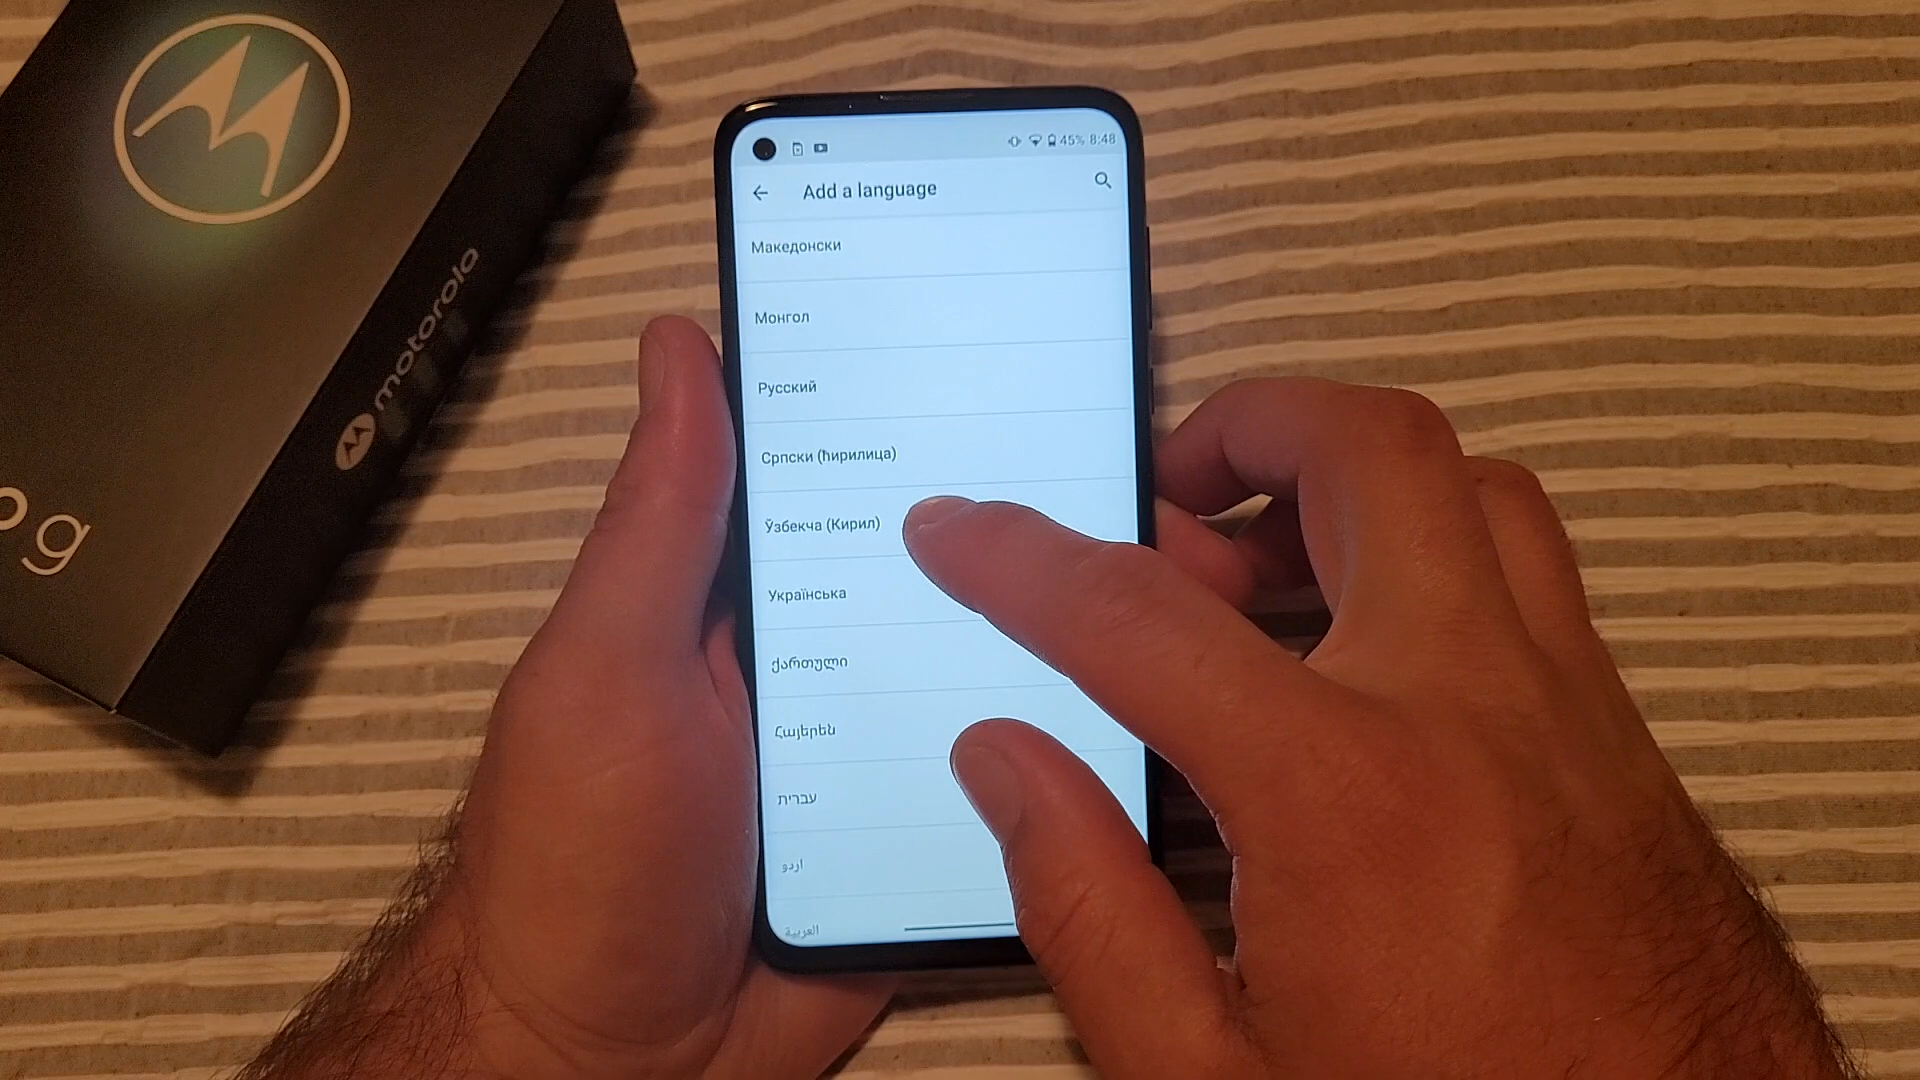 motorola
g
45% 8:48
Add a language
Македонски
Монгол
Русский
Српски (ћирилица)
Ўзбекча (Кирил)
Українська
ქართული
Հայերեն
עברית
اردو
العربية